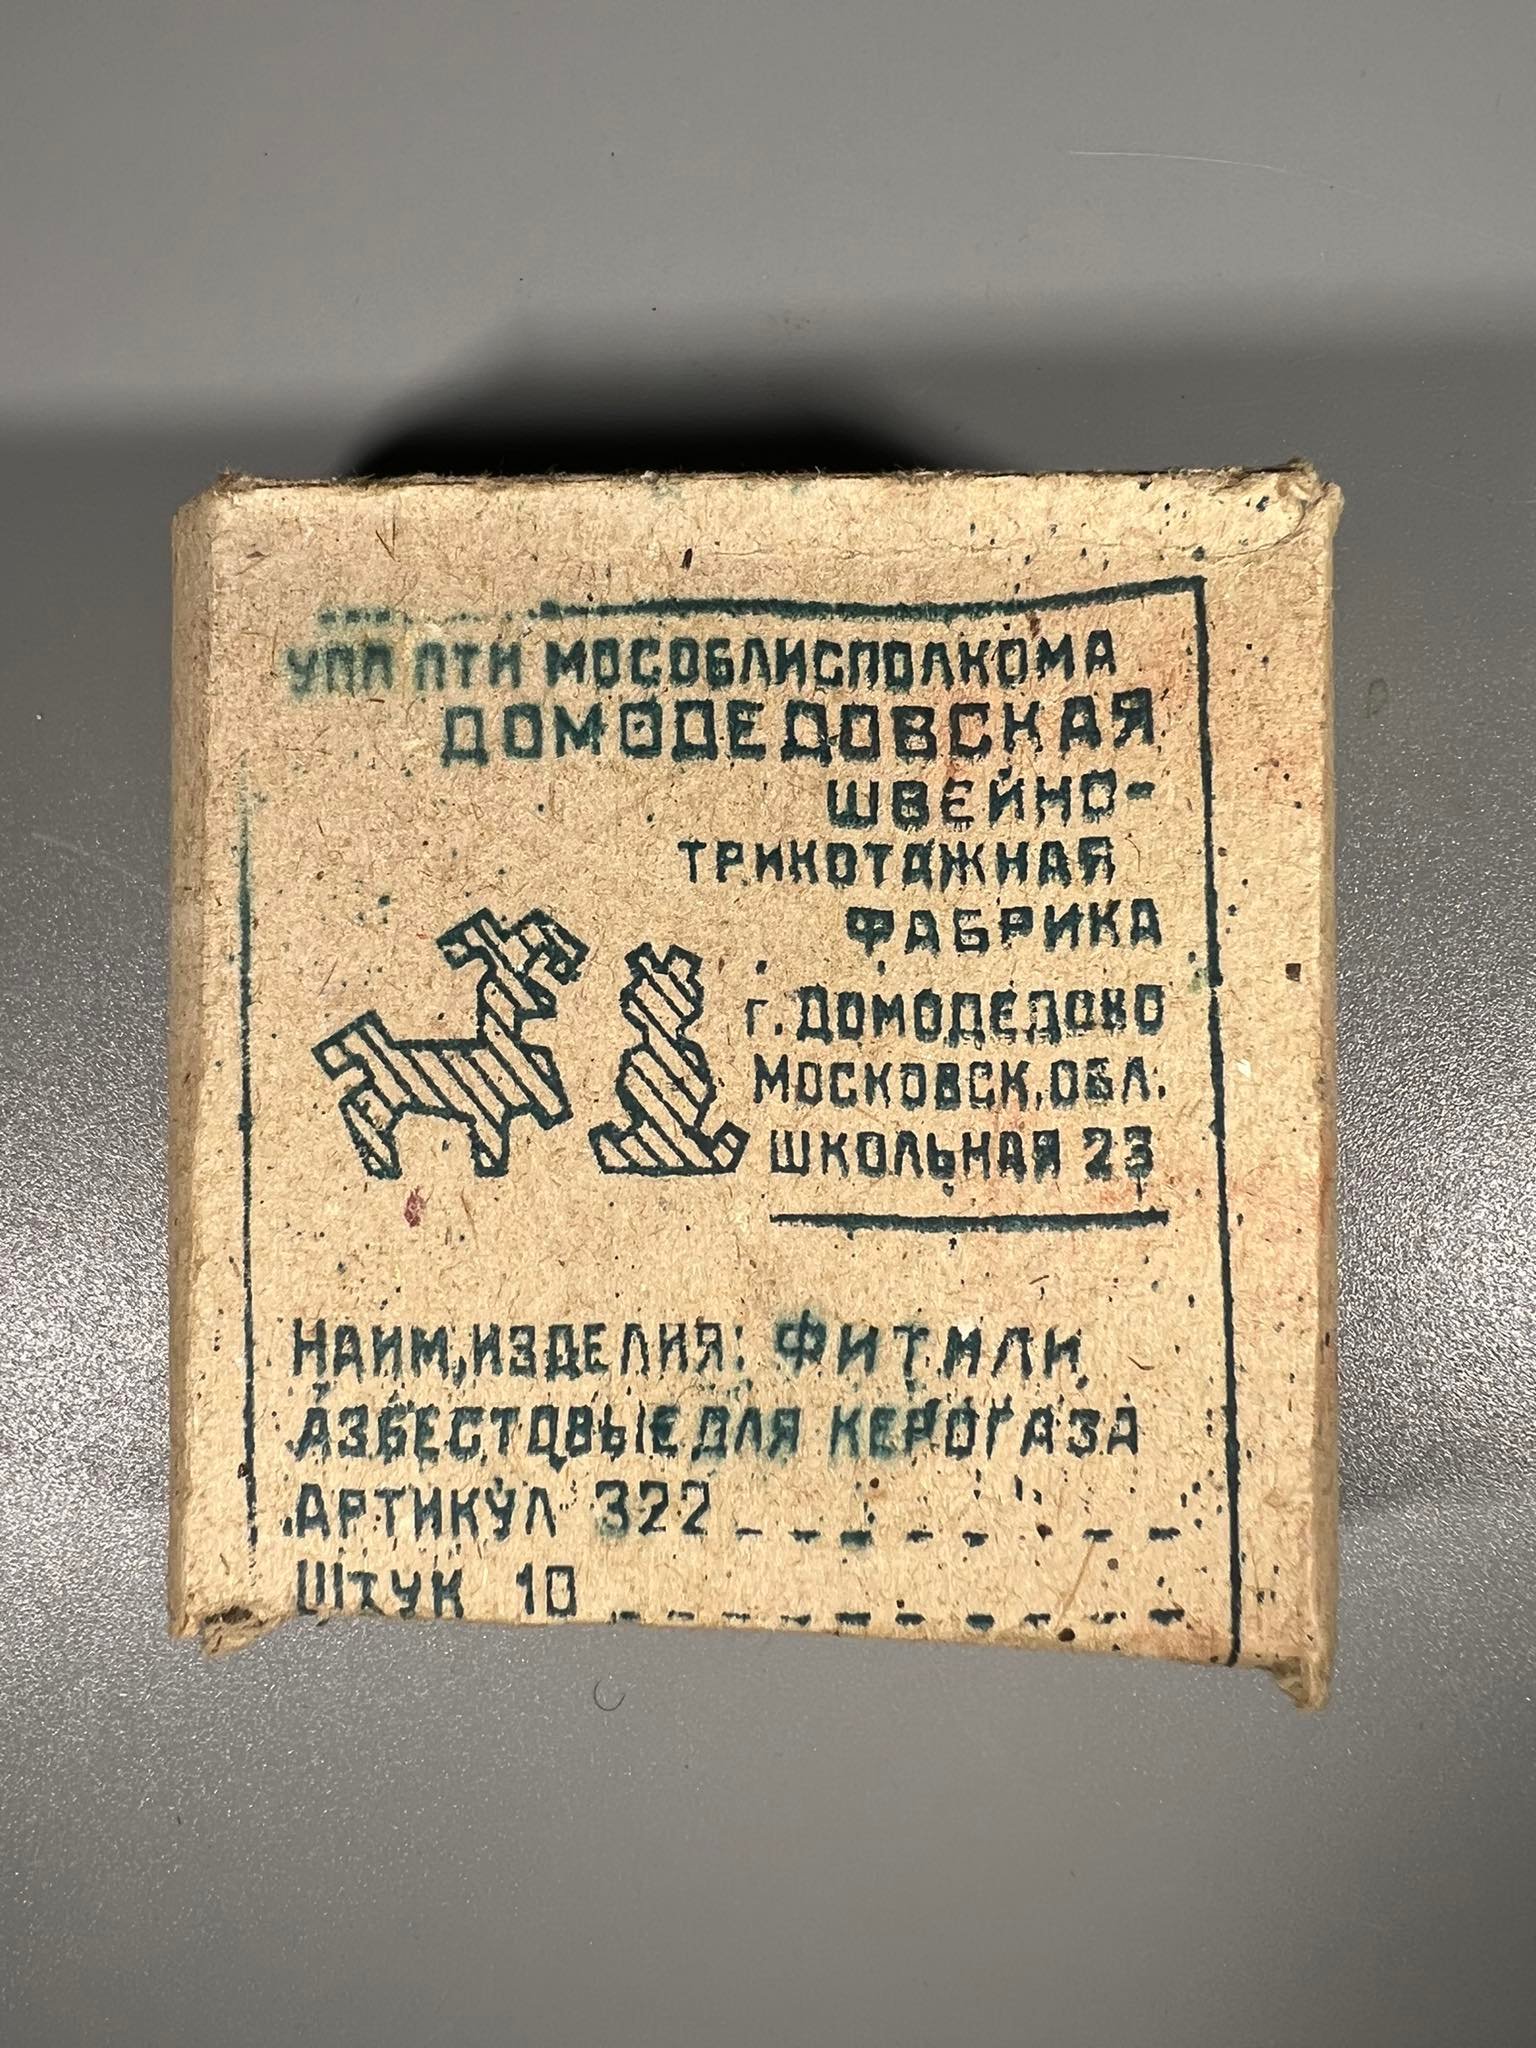 УПП ПТИ МОСОБЛИСПОЛКОМА
ДОМОДЕДОВСКАЯ
ШВЕЙНО-
ТРИКОТАЖНАЯ
ФАБРИКА
г. ДОМОДЕДОВО
МОСКОВСК. ОБЛ.
ШКОЛЬНАЯ 23
НАИМ. ИЗДЕЛИЯ: ФИТИЛИ
АЗБЕСТОВЫЕ ДЛЯ КЕРОГАЗА
АРТИКУЛ 322
ШТУК 10